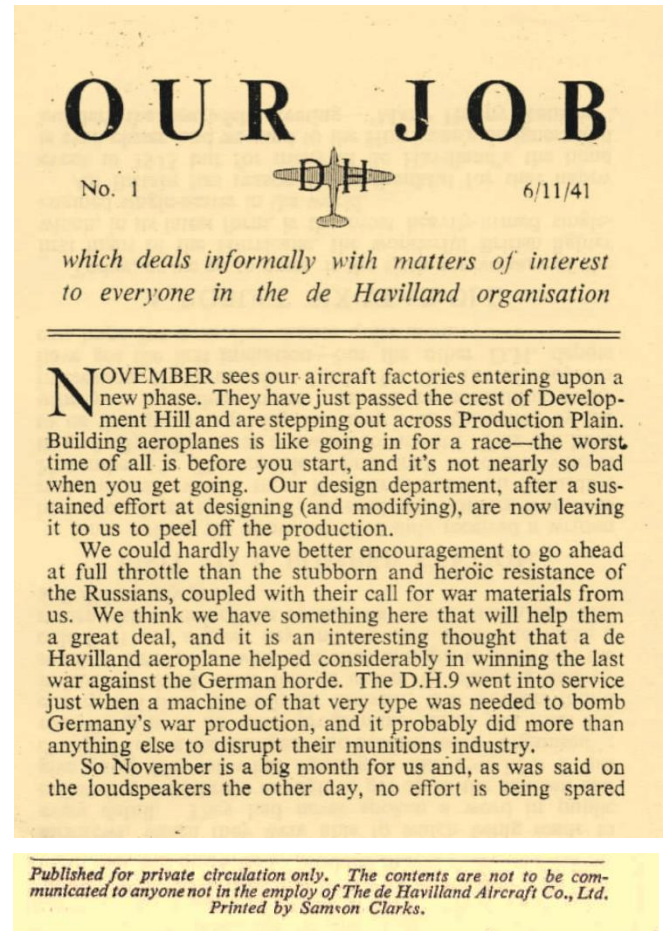 OUR JOB
DH
No. 1 6/11/41
which deals informally with matters of interest
to everyone in the de Havilland organisation
NOVEMBER sees our aircraft factories entering upon a
new phase. They have just passed the crest of Develop-
ment Hill and are stepping out across Production Plain.
Building aeroplanes is like going in for a race—the worst
time of all is before you start, and it's not nearly so bad
when you get going. Our design department, after a sus-
tained effort at designing (and modifying), are now leaving
it to us to peel off the production.
We could hardly have better encouragement to go ahead
at full throttle than the stubborn and heroic resistance of
the Russians, coupled with their call for war materials from
us. We think we have something here that will help them
a great deal, and it is an interesting thought that a de
Havilland aeroplane helped considerably in winning the last
war against the German horde. The D.H.9 went into service
just when a machine of that very type was needed to bomb
Germany's war production, and it probably did more than
anything else to disrupt their munitions industry.
So November is a big month for us and, as was said on
the loudspeakers the other day, no effort is being spared
Published for private circulation only. The contents are not to be com-
municated to anyone not in the employ of The de Havilland Aircraft Co., Ltd.
Printed by Samson Clarks.